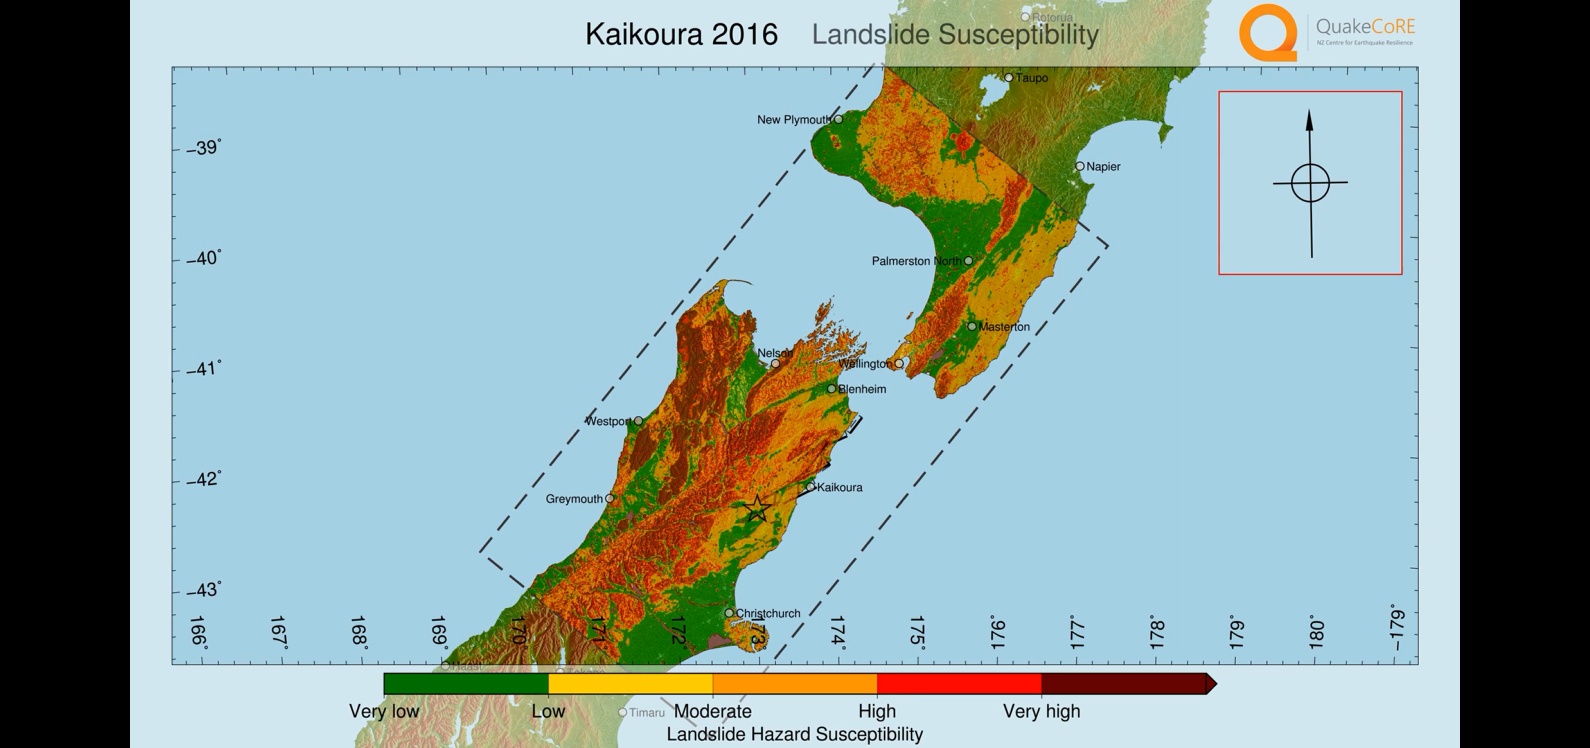 Kaikoura 2016 Landslide Susceptibility
QuakeCoRE
NZ Centre for Earthquake Resilience
Rotorua
Taupo
New Plymouth
Napier
Palmerston North
Masterton
Nelson
Wellington
Blenheim
Westport
Kaikoura
Greymouth
Christchurch
Haast
Timaru
−39°
−40°
−41°
−42°
−43°
166°
167°
168°
169°
170°
171°
172°
173°
174°
175°
176°
177°
178°
179°
180°
−179°
Very low
Low
Moderate
High
Very high
Landslide Hazard Susceptibility